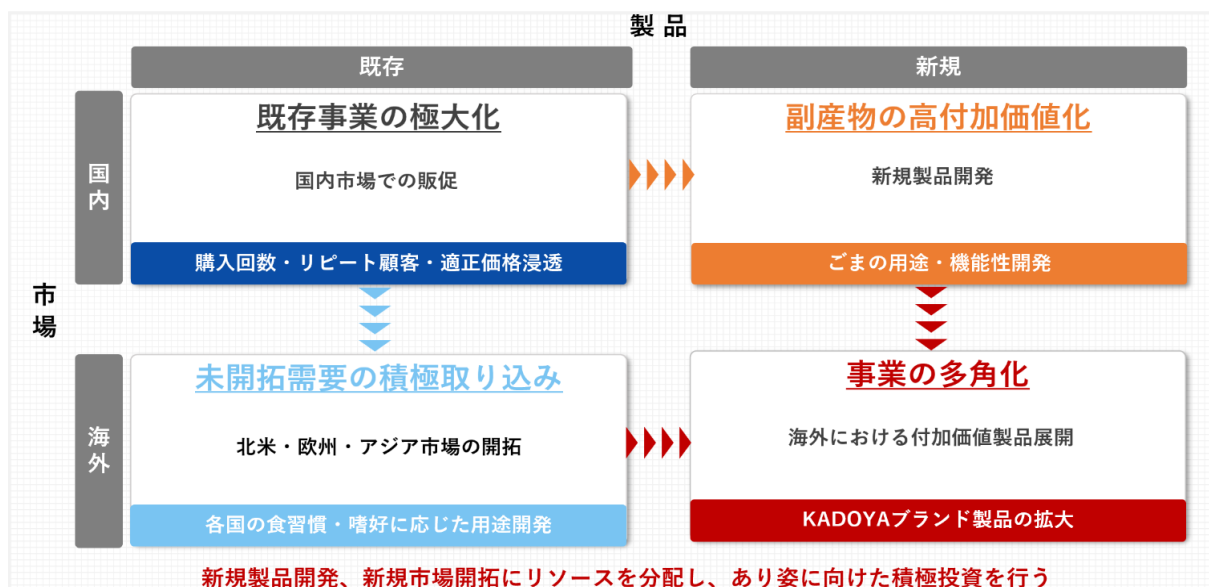 製品
既存
新規
市場
国内
既存事業の極大化
国内市場での販促
購入回数・リピート顧客・適正価格浸透
副産物の高付加価値化
新規製品開発
ごまの用途・機能性開発
海外
未開拓需要の積極取り込み
北米・欧州・アジア市場の開拓
各国の食習慣・嗜好に応じた用途開発
事業の多角化
海外における付加価値製品展開
KADOYAブランド製品の拡大
新規製品開発、新規市場開拓にリソースを分配し、あり姿に向けた積極投資を行う